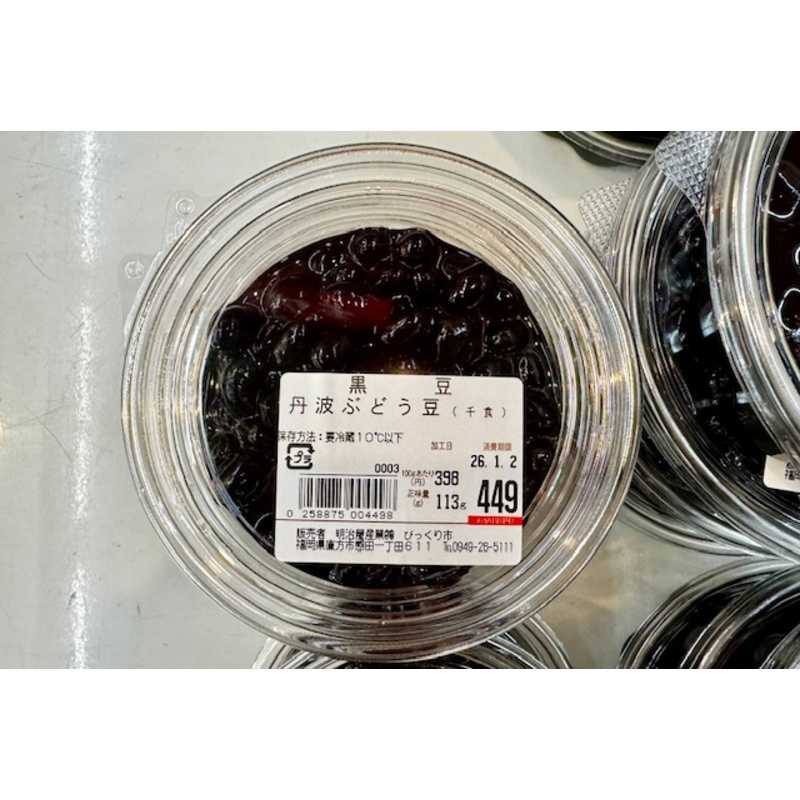 黒 豆
丹波ぶどう豆(千食)
保存方法:要冷蔵10℃以下
加工日 消費期限
プラ
26.1.2
0003 100gあたり(円) 398
正味量(g) 113g 449
0 258875 004498
販売者 明治屋産業㈱ びっくり市
福岡県直方市感田一丁目611 ℡0949-26-5111